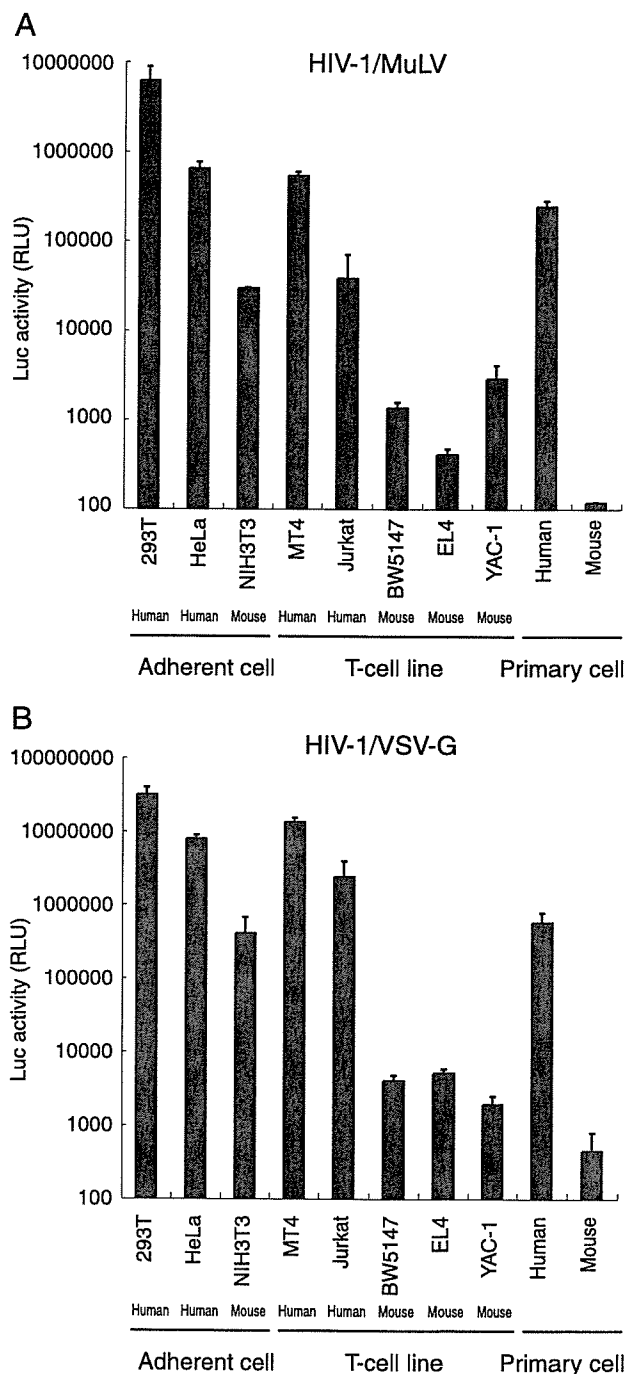 A
HIV-1/MuLV
Luc activity (RLU)
10000000
1000000
100000
10000
1000
100
293T
HeLa
NIH3T3
MT4
Jurkat
BW5147
EL4
YAC-1
Human
Mouse
Human Human Mouse Human Human Mouse Mouse Mouse
Adherent cell T-cell line Primary cell
B
HIV-1/VSV-G
Luc activity (RLU)
100000000
10000000
1000000
100000
10000
1000
100
293T
HeLa
NIH3T3
MT4
Jurkat
BW5147
EL4
YAC-1
Human
Mouse
Human Human Mouse Human Human Mouse Mouse Mouse
Adherent cell T-cell line Primary cell